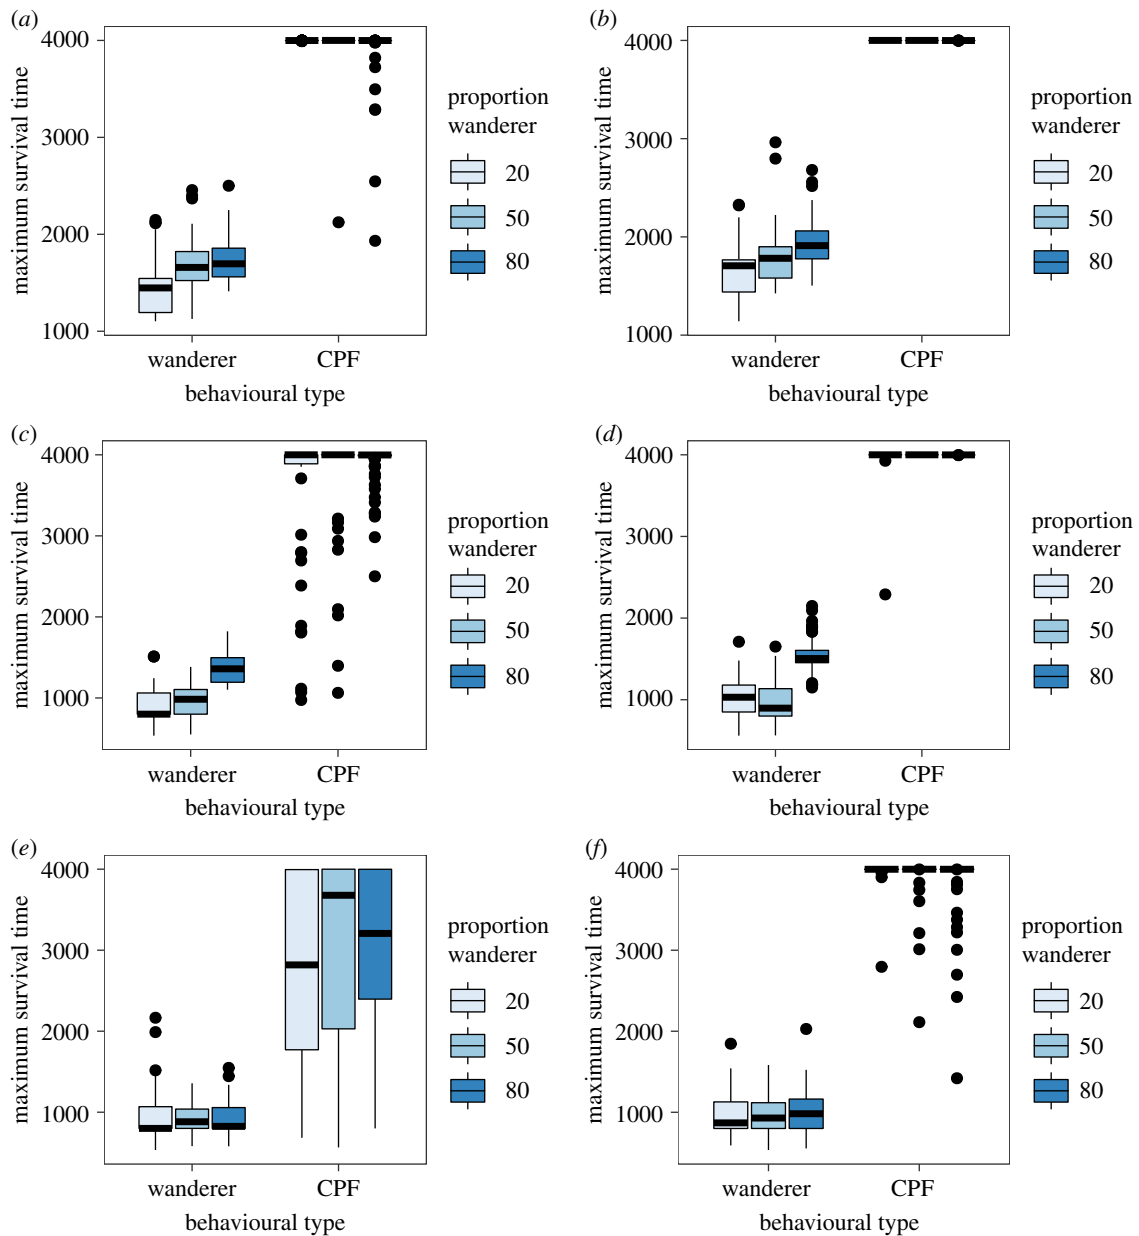 (a)
maximum survival time
4000
3000
2000
1000
wanderer CPF
behavioural type
proportion
wanderer
20
50
80
(b)
maximum survival time
4000
3000
2000
1000
wanderer CPF
behavioural type
proportion
wanderer
20
50
80
(c)
maximum survival time
4000
3000
2000
1000
wanderer CPF
behavioural type
proportion
wanderer
20
50
80
(d)
maximum survival time
4000
3000
2000
1000
wanderer CPF
behavioural type
proportion
wanderer
20
50
80
(e)
maximum survival time
4000
3000
2000
1000
wanderer CPF
behavioural type
proportion
wanderer
20
50
80
(f)
maximum survival time
4000
3000
2000
1000
wanderer CPF
behavioural type
proportion
wanderer
20
50
80